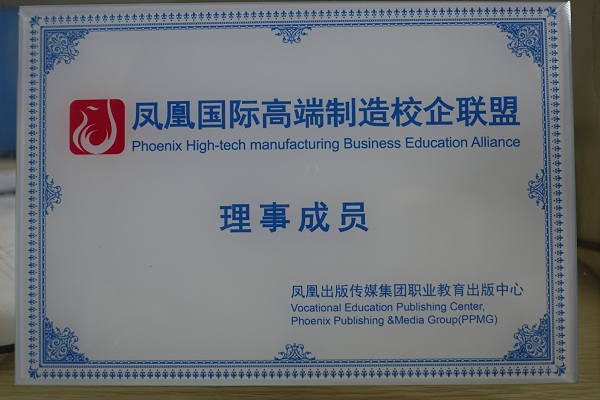 凤凰国际高端制造校企联盟
Phoenix High-tech manufacturing Business Education Alliance
理事成员
凤凰出版传媒集团职业教育出版中心
Vocational Education Publishing Center,
Phoenix Publishing &Media Group(PPMG)